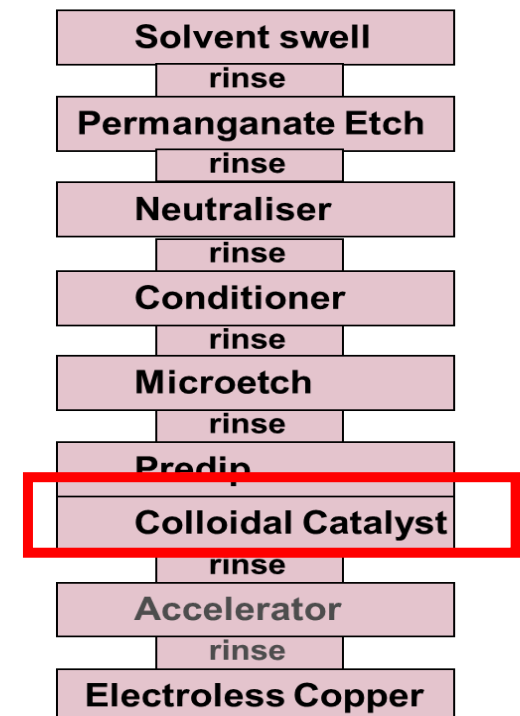 Solvent swell
rinse
Permanganate Etch
rinse
Neutraliser
rinse
Conditioner
rinse
Microetch
rinse
Predip
Colloidal Catalyst
rinse
Accelerator
rinse
Electroless Copper